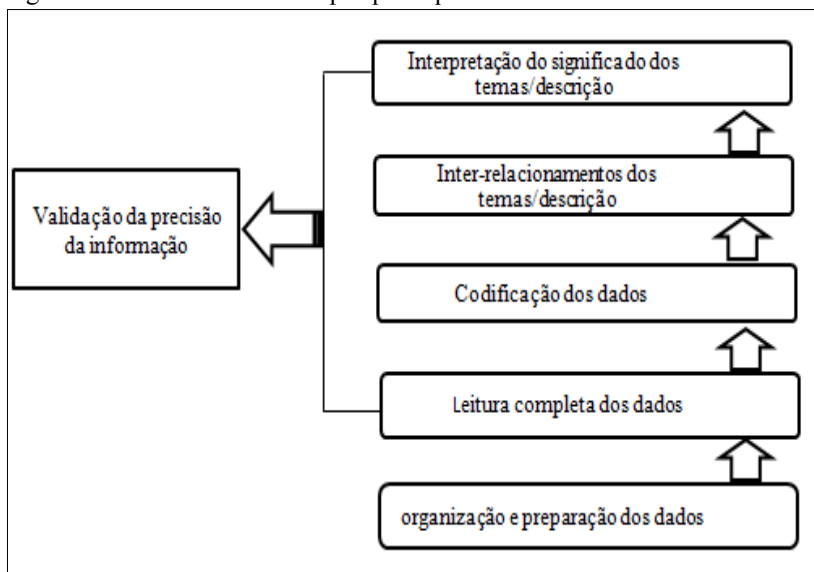 Interpretação do significado dos
temas/descrição
Inter-relacionamentos dos
temas/descrição
Validação da precisão
da informação
Codificação dos dados
Leitura completa dos dados
organização e preparação dos dados